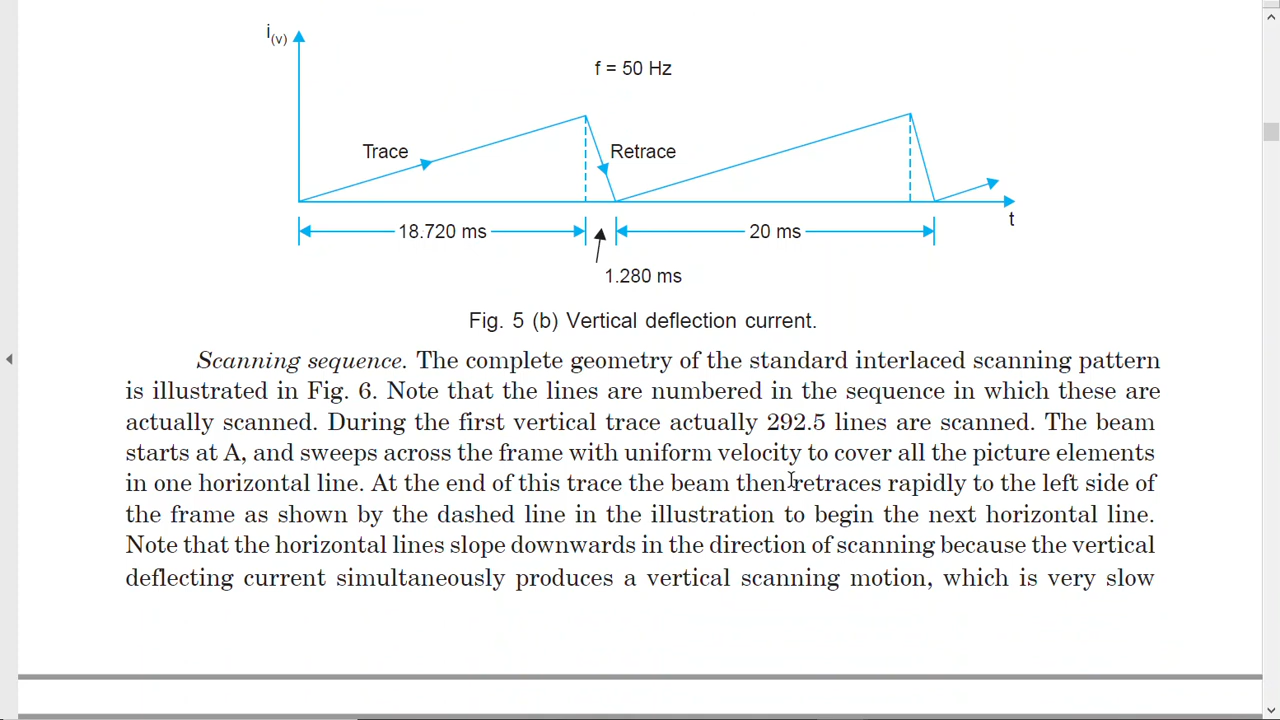 i(v)
f = 50 Hz
Trace
Retrace
18.720 ms
20 ms
t
1.280 ms
Fig. 5 (b) Vertical deflection current.
Scanning sequence. The complete geometry of the standard interlaced scanning pattern
is illustrated in Fig. 6. Note that the lines are numbered in the sequence in which these are
actually scanned. During the first vertical trace actually 292.5 lines are scanned. The beam
starts at A, and sweeps across the frame with uniform velocity to cover all the picture elements
in one horizontal line. At the end of this trace the beam then retraces rapidly to the left side of
the frame as shown by the dashed line in the illustration to begin the next horizontal line.
Note that the horizontal lines slope downwards in the direction of scanning because the vertical
deflecting current simultaneously produces a vertical scanning motion, which is very slow